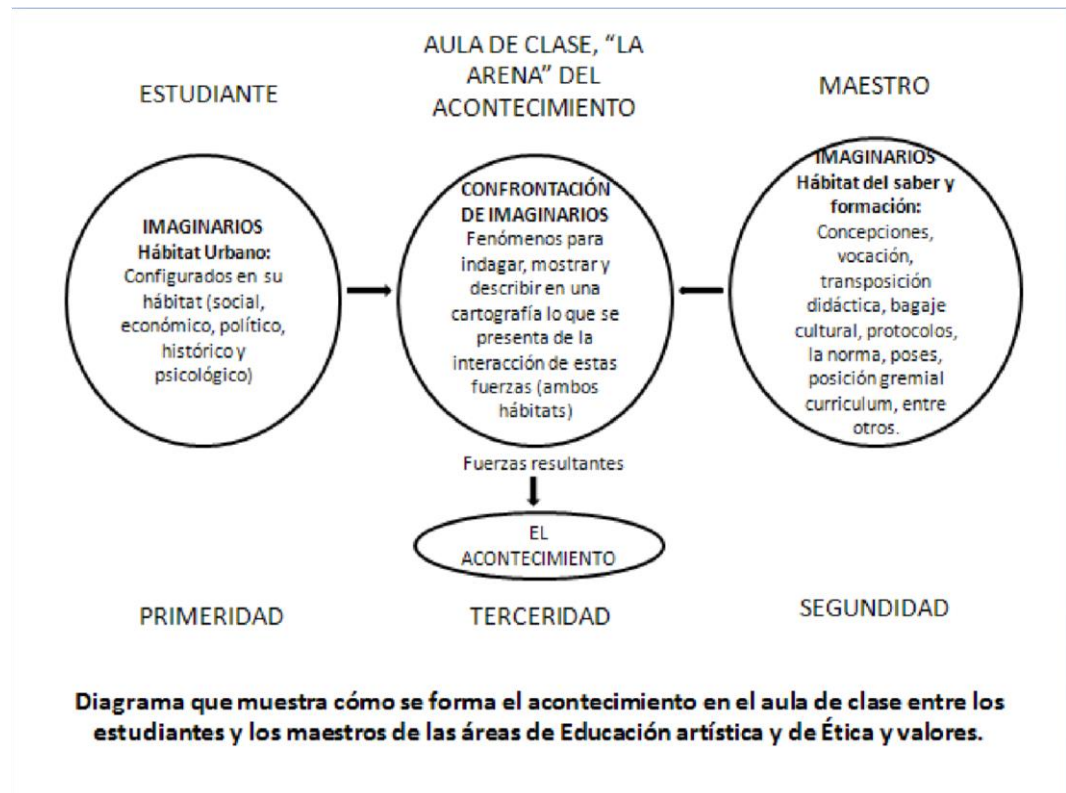 ESTUDIANTE
AULA DE CLASE, “LA
ARENA” DEL
ACONTECIMIENTO
MAESTRO
IMAGINARIOS
Hábitat Urbano:
Configurados en su
hábitat (social,
económico, político,
histórico y
psicológico)
CONFRONTACIÓN
DE IMAGINARIOS
Fenómenos para
indagar, mostrar y
describir en una
cartografía lo que se
presenta de la
interacción de estas
fuerzas (ambos
hábitats)
IMAGINARIOS
Hábitat del saber y
formación:
Concepciones,
vocación,
transposición
didáctica, bagaje
cultural, protocolos,
la norma, poses,
posición gremial
curriculum, entre
otros.
Fuerzas resultantes
EL
ACONTECIMIENTO
PRIMERIDAD
TERCERIDAD
SEGUNDIDAD
Diagrama que muestra cómo se forma el acontecimiento en el aula de clase entre los
estudiantes y los maestros de las áreas de Educación artística y de Ética y valores.